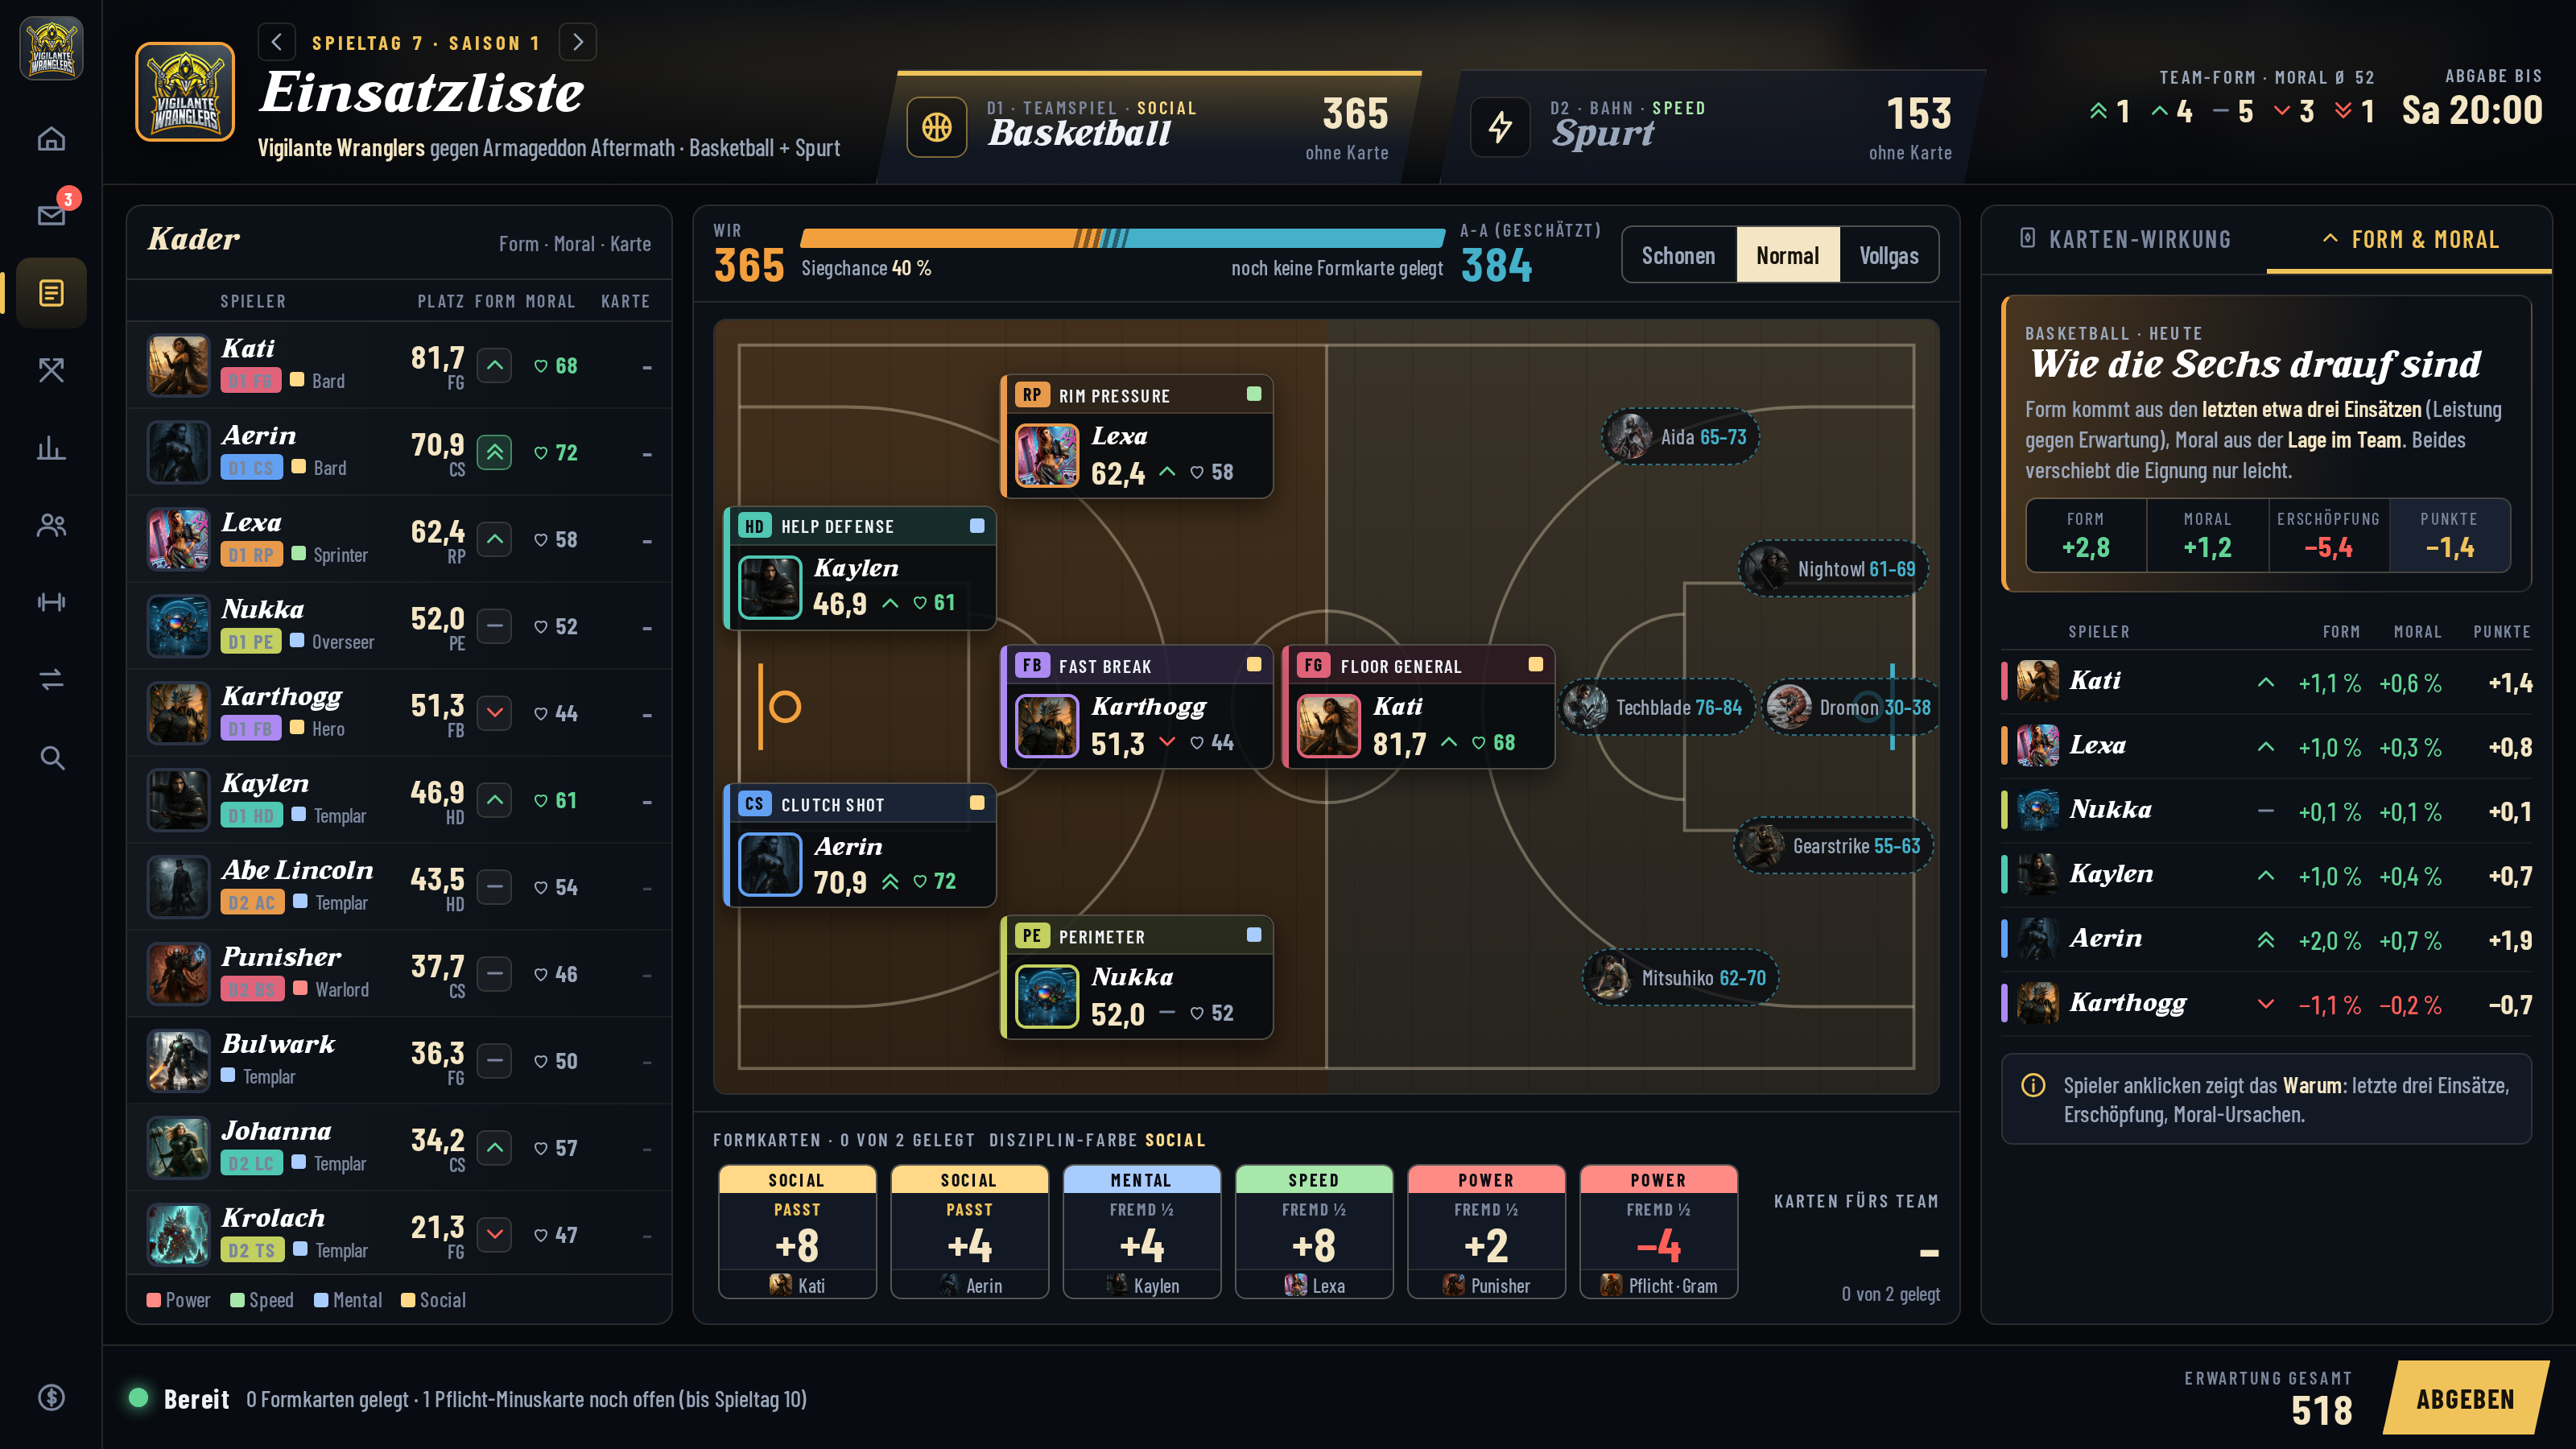 VIGILANTE WRANGLERS
3
VIGILANTE WRANGLERS
SPIELTAG 7 · SAISON 1
Einsatzliste
Vigilante Wranglers gegen Armageddon Aftermath · Basketball + Spurt
D1 · TEAMSPIEL · SOCIAL
Basketball
365
ohne Karte
D2 · BAHN · SPEED
Spurt
153
ohne Karte
TEAM-FORM · MORAL Ø 52
1 4 5 3 1
ABGABE BIS
Sa 20:00
Kader
Form · Moral · Karte
SPIELER PLATZ FORM MORAL KARTE
Kati 81,7 68 –
D1 FG Bard FG
Aerin 70,9 72 –
D1 CS Bard CS
Lexa 62,4 58 –
D1 RP Sprinter RP
Nukka 52,0 52 –
D1 PE Overseer PE
Karthogg 51,3 44 –
D1 FB Hero FB
Kaylen 46,9 61 –
D1 HD Templar HD
Abe Lincoln 43,5 54 –
D2 AC Templar HD
Punisher 37,7 46 –
D2 BS Warlord CS
Bulwark 36,3 50 –
Templar FG
Johanna 34,2 57 –
D2 LC Templar CS
Krolach 21,3 47 –
D2 TS Templar FG
Power Speed Mental Social
WIR
365
Siegchance 40 %
noch keine Formkarte gelegt
A-A (GESCHÄTZT)
384
Schonen Normal Vollgas
RP RIM PRESSURE
Lexa
62,4 58
HD HELP DEFENSE
Kaylen
46,9 61
FB FAST BREAK
Karthogg
51,3 44
FG FLOOR GENERAL
Kati
81,7 68
CS CLUTCH SHOT
Aerin
70,9 72
PE PERIMETER
Nukka
52,0 52
Aida 65–73
Nightowl 61–69
Techblade 76–84
Dromon 30–38
Gearstrike 55–63
Mitsuhiko 62–70
FORMKARTEN · 0 VON 2 GELEGT DISZIPLIN-FARBE SOCIAL
SOCIAL
PASST
+8
Kati
SOCIAL
PASST
+4
Aerin
MENTAL
FREMD ½
+4
Kaylen
SPEED
FREMD ½
+8
Lexa
POWER
FREMD ½
+2
Punisher
POWER
FREMD ½
−4
Pflicht · Gram
KARTEN FÜRS TEAM
–
0 von 2 gelegt
KARTEN-WIRKUNG
FORM & MORAL
BASKETBALL · HEUTE
Wie die Sechs drauf sind
Form kommt aus den letzten etwa drei Einsätzen (Leistung
gegen Erwartung), Moral aus der Lage im Team. Beides
verschiebt die Eignung nur leicht.
FORM MORAL ERSCHÖPFUNG PUNKTE
+2,8 +1,2 −5,4 −1,4
SPIELER FORM MORAL PUNKTE
Kati +1,1 % +0,6 % +1,4
Lexa +1,0 % +0,3 % +0,8
Nukka +0,1 % +0,1 % +0,1
Kaylen +1,0 % +0,4 % +0,7
Aerin +2,0 % +0,7 % +1,9
Karthogg −1,1 % −0,2 % −0,7
Spieler anklicken zeigt das Warum: letzte drei Einsätze,
Erschöpfung, Moral-Ursachen.
Bereit 0 Formkarten gelegt · 1 Pflicht-Minuskarte noch offen (bis Spieltag 10)
ERWARTUNG GESAMT
518
ABGEBEN